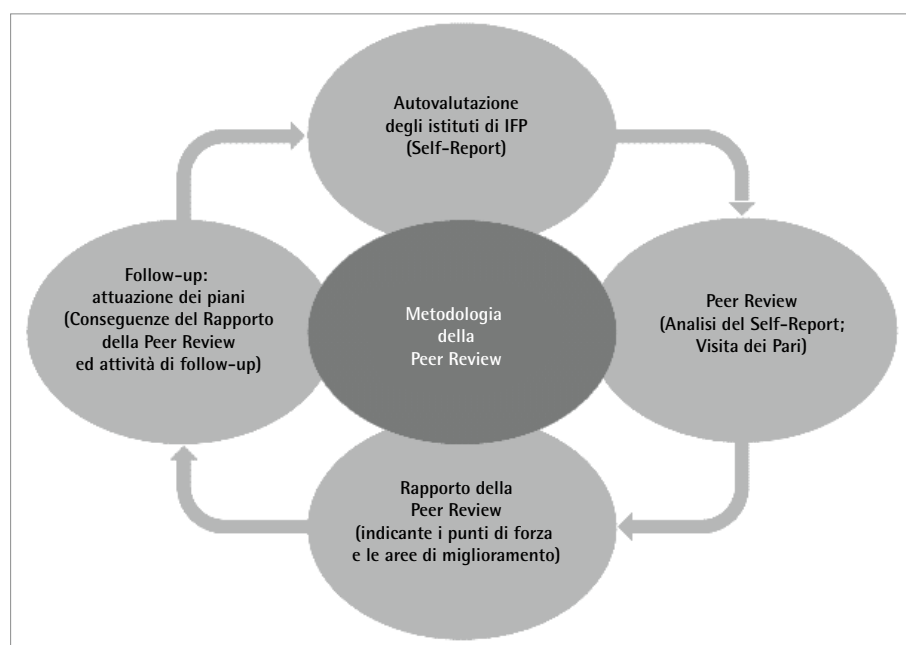 Autovalutazione
degli istituti di IFP
(Self-Report)
Follow-up:
attuazione dei piani
(Conseguenze del Rapporto
della Peer Review
ed attività di follow-up)
Metodologia
della
Peer Review
Peer Review
(Analisi del Self-Report;
Visita dei Pari)
Rapporto della
Peer Review
(indicante i punti di forza
e le aree di miglioramento)